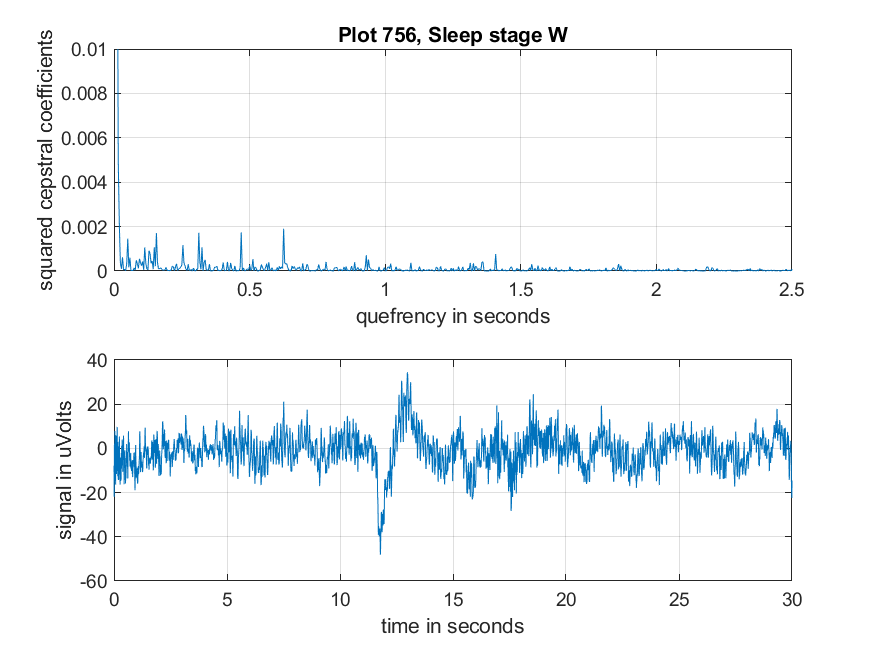 Plot 756, Sleep stage W
squared cepstral coefficients
0.01
0.008
0.006
0.004
0.002
0
0 0.5 1 1.5 2 2.5
quefrency in seconds
signal in uVolts
40
20
0
-20
-40
-60
0 5 10 15 20 25 30
time in seconds